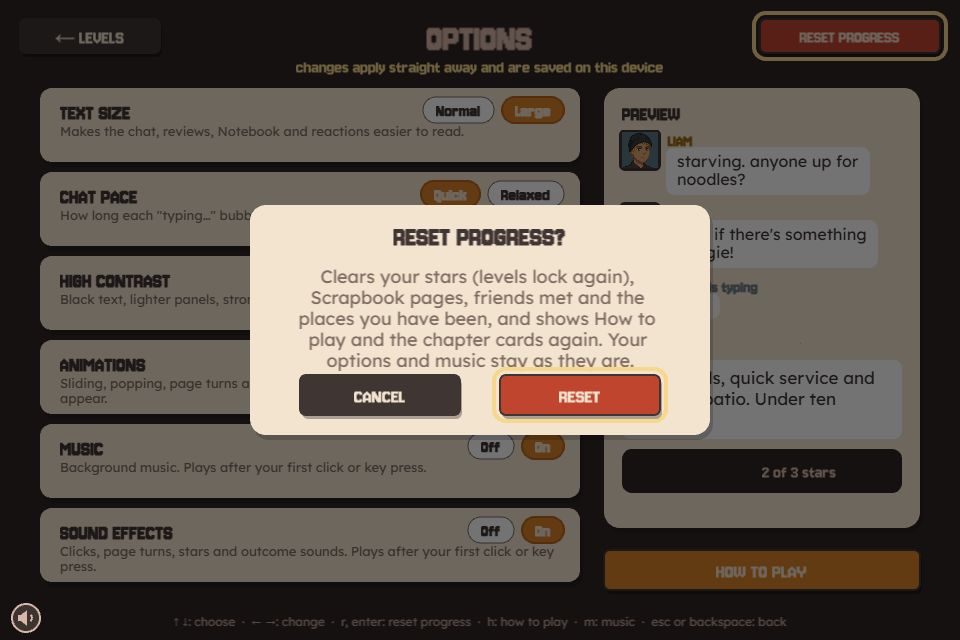 ← LEVELS
OPTIONS
RESET PROGRESS
changes apply straight away and are saved on this device
TEXT SIZE
Normal
Large
Makes the chat, reviews, Notebook and reactions easier to read.
CHAT PACE
Quick
Relaxed
How long each "typing…" bubb
HIGH CONTRAST
Black text, lighter panels, stron
ANIMATIONS
Sliding, popping, page turns a
appear.
MUSIC
Off
On
Background music. Plays after your first click or key press.
SOUND EFFECTS
Off
On
Clicks, page turns, stars and outcome sounds. Plays after your first click or key
press.
PREVIEW
LIAM
starving. anyone up for
noodles?
if there's something
gie!
is typing
ls, quick service and
patio. Under ten
2 of 3 stars
HOW TO PLAY
RESET PROGRESS?
Clears your stars (levels lock again),
Scrapbook pages, friends met and the
places you have been, and shows How to
play and the chapter cards again. Your
options and music stay as they are.
CANCEL
RESET
↑ ↓: choose · ← →: change · r, enter: reset progress · h: how to play · m: music · esc or backspace: back